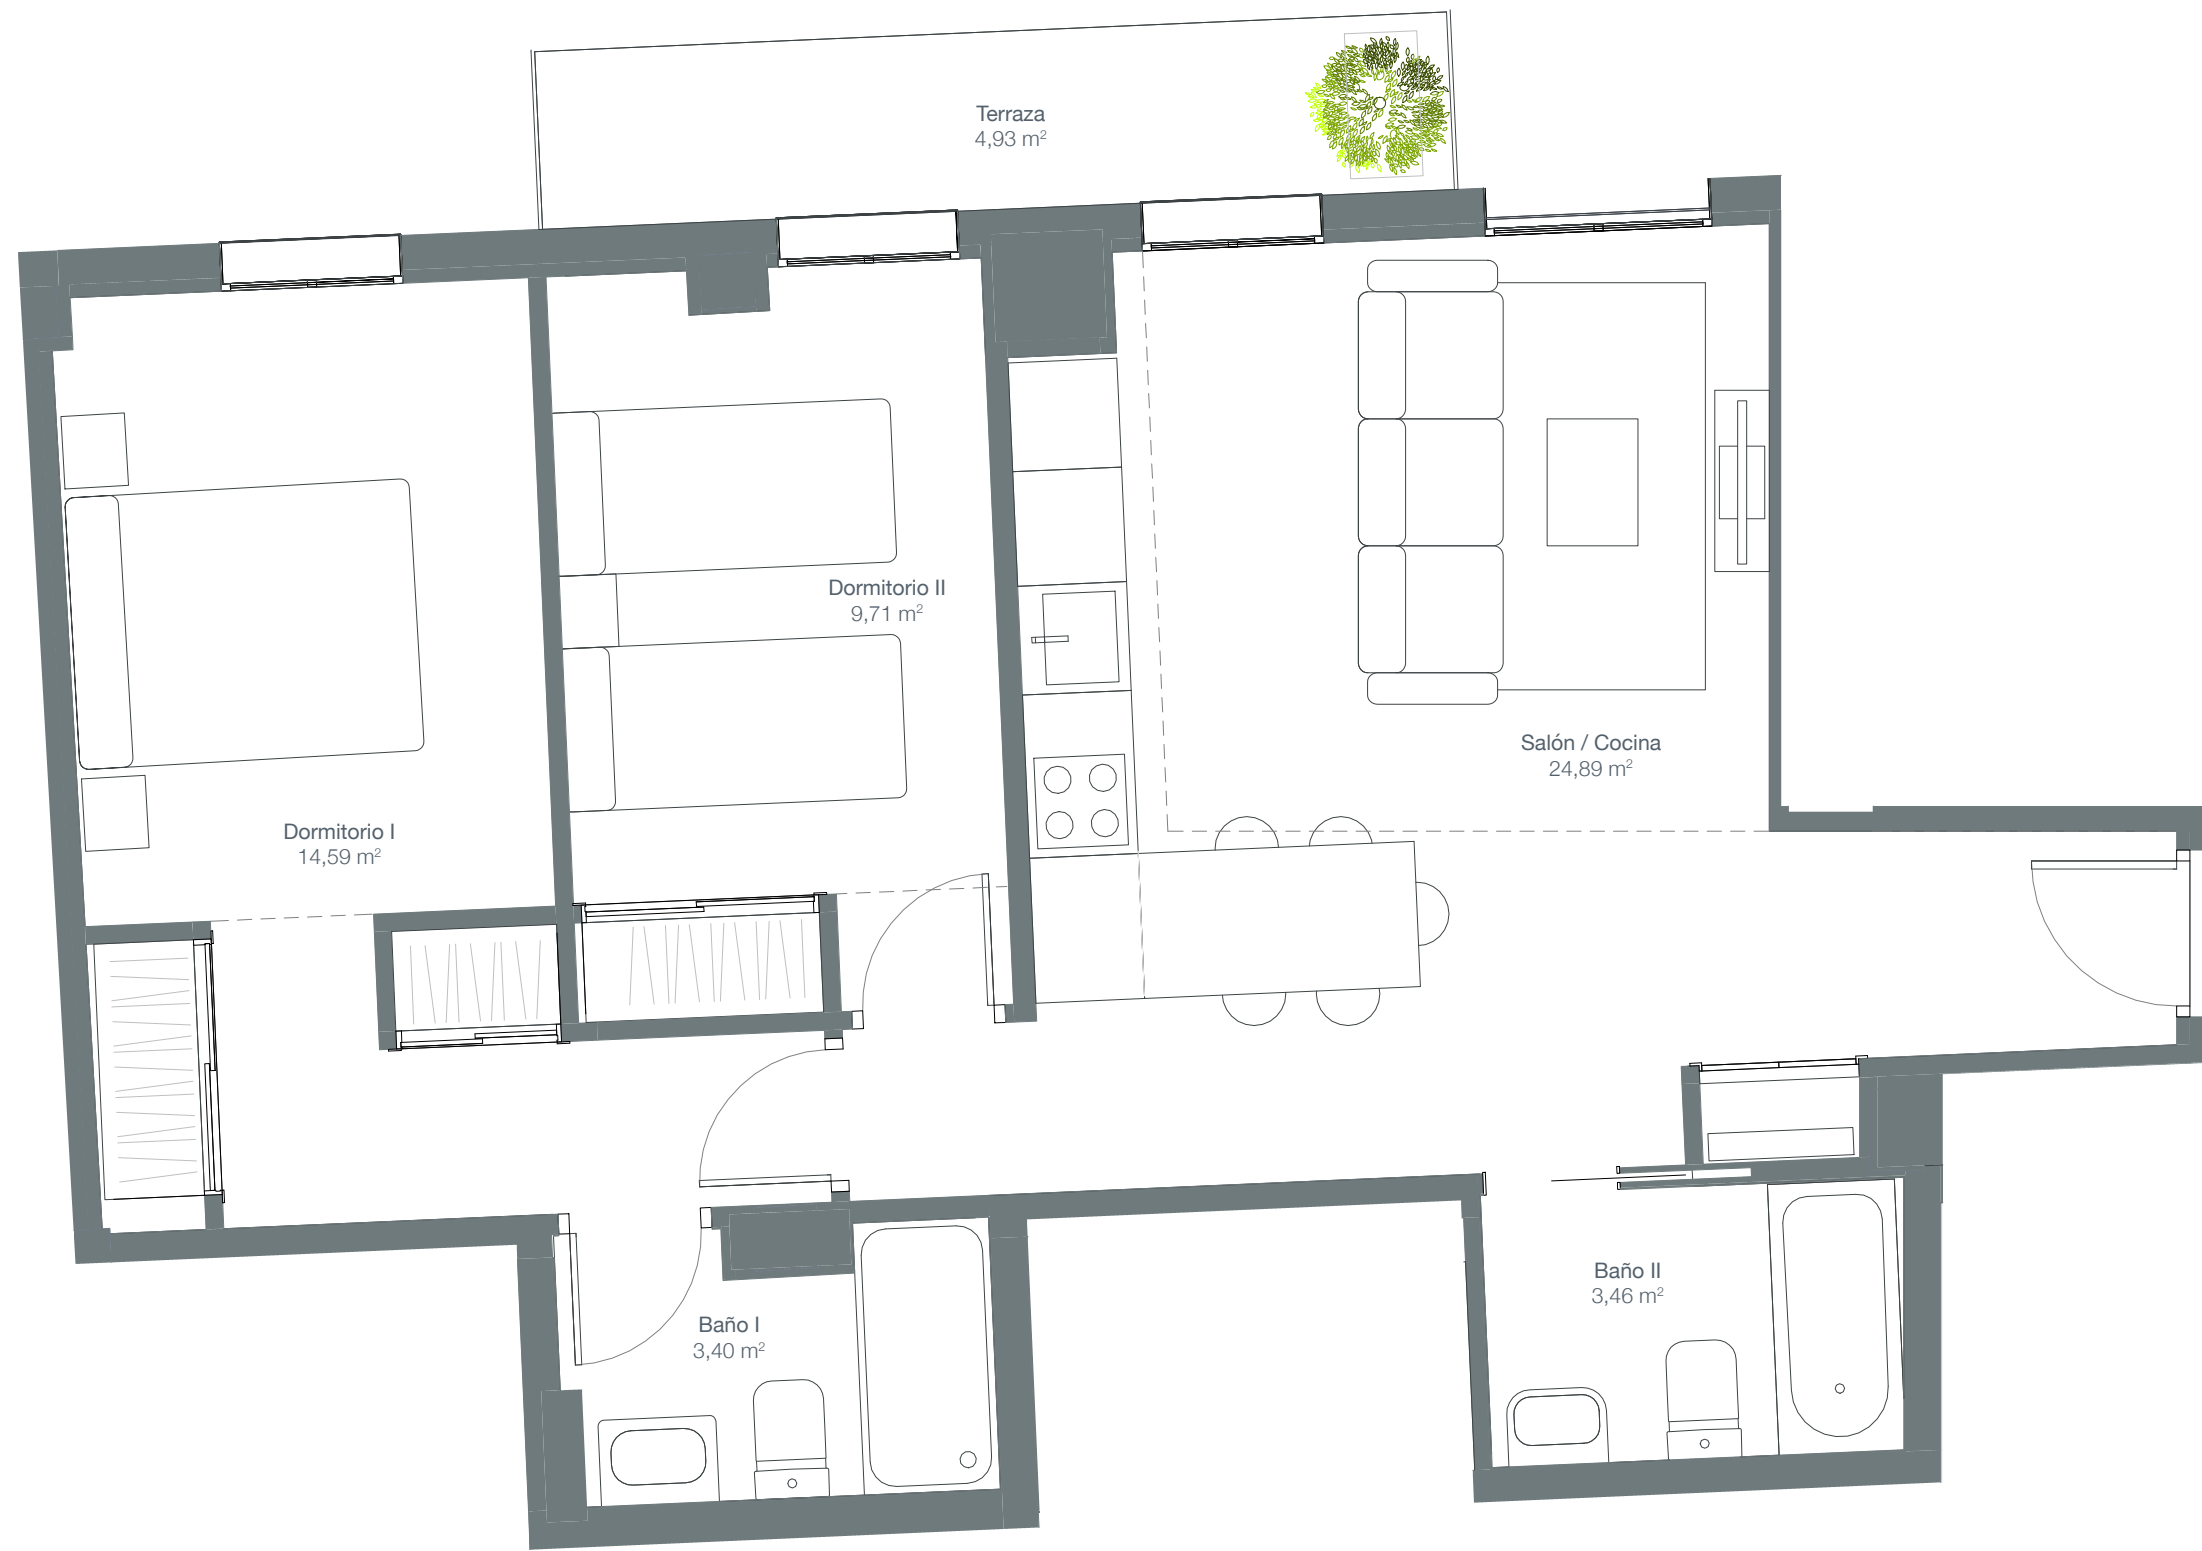 Terraza
4,93 m²
Dormitorio II
9,71 m²
Salón / Cocina
24,89 m²
Dormitorio I
14,59 m²
Baño II
3,46 m²
Baño I
3,40 m²